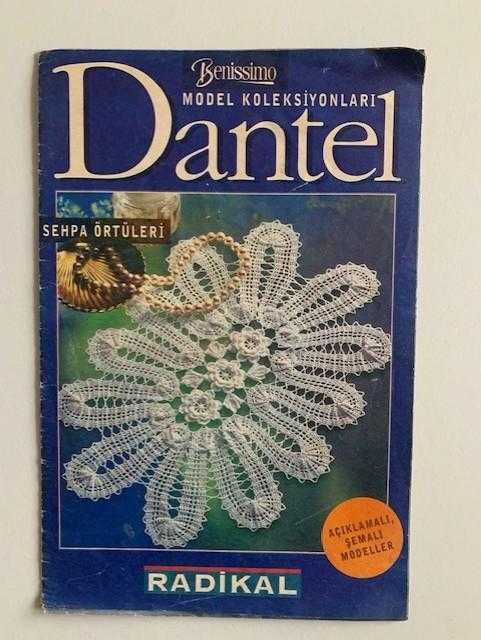 Benissimo
MODEL KOLEKSİYONLARI
Dantel
SEHPA ÖRTÜLERİ
AÇIKLAMALI,
ŞEMALI
MODELLER
RADİKAL